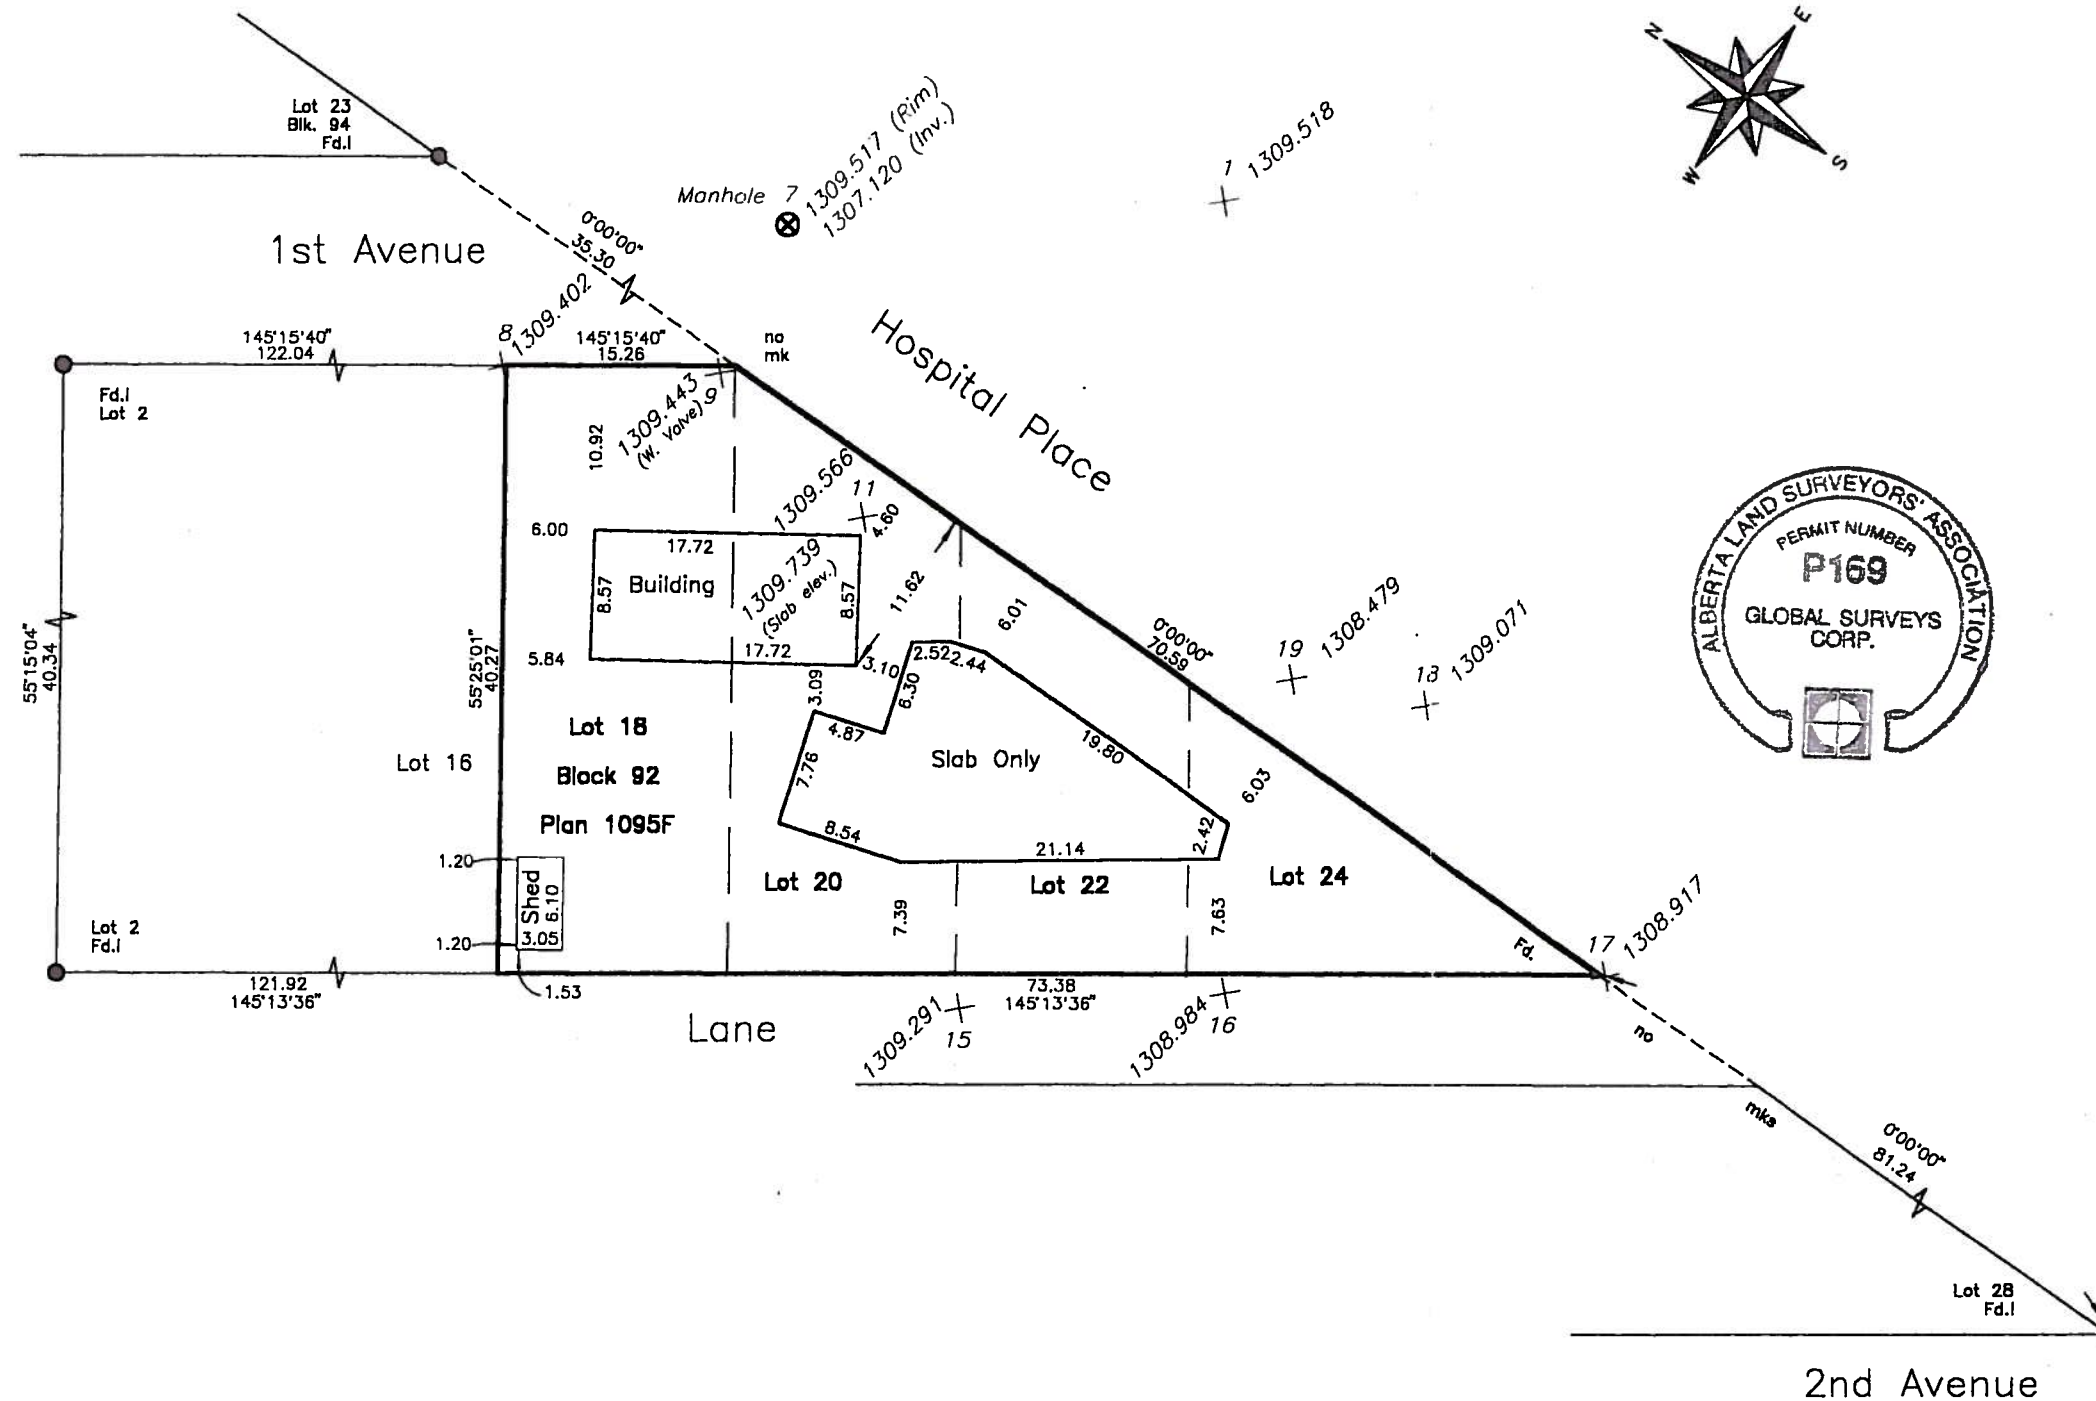 N
E
S
W
Lot 23
Blk. 94
Fd.I
Manhole 7
1309.517 (Rim)
1307.120 (Inv.)
1
1309.518
1st Avenue
0°00'00"
35.30
8
1309.402
145°15'40"
122.04
145°15'40"
15.26
no
mk
Hospital Place
Fd.I
Lot 2
1309.443
(W. Valve)
9
10.92
1309.566
11
4.60
6.00
17.72
Building
8.57
1309.739
(Slab elev.)
8.57
11.62
5.84
17.72
3.10
3.09
6.30
2.52
2.44
6.01
0°00'00"
70.59
19
1308.479
18
1309.071
ALBERTA LAND SURVEYORS' ASSOCIATION
PERMIT NUMBER
P169
GLOBAL SURVEYS
CORP.
55°15'04"
40.34
55°25'01"
40.27
Lot 16
Lot 18
Block 92
Plan 1095F
4.87
7.76
8.54
Slab Only
19.80
2.42
21.14
6.03
1.20
Shed
6.10
3.05
1.20
Lot 20
Lot 22
Lot 24
7.39
7.63
Lot 2
Fd.I
121.92
145°13'36"
1.53
73.38
145°13'36"
Fd.
17
1308.917
Lane
1309.291
15
1308.984
16
no
mks
0°00'00"
81.24
Lot 28
Fd.I
2nd Avenue